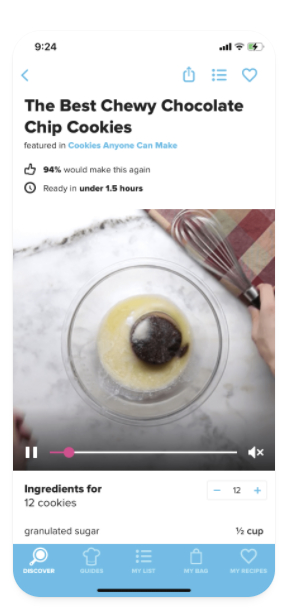 9:24
The Best Chewy Chocolate
Chip Cookies
featured in Cookies Anyone Can Make
94% would make this again
Ready in under 1.5 hours
Ingredients for
12 cookies
− 12 +
granulated sugar ½ cup
DISCOVER GUIDES MY LIST MY BAG MY RECIPES